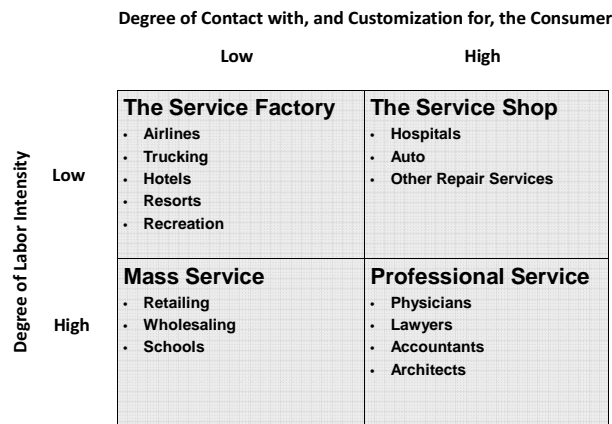 Degree of Contact with, and Customization for, the Consumer
Low
High
Degree of Labor Intensity
Low
The Service Factory
• Airlines
• Trucking
• Hotels
• Resorts
• Recreation
The Service Shop
• Hospitals
• Auto
• Other Repair Services
High
Mass Service
• Retailing
• Wholesaling
• Schools
Professional Service
• Physicians
• Lawyers
• Accountants
• Architects